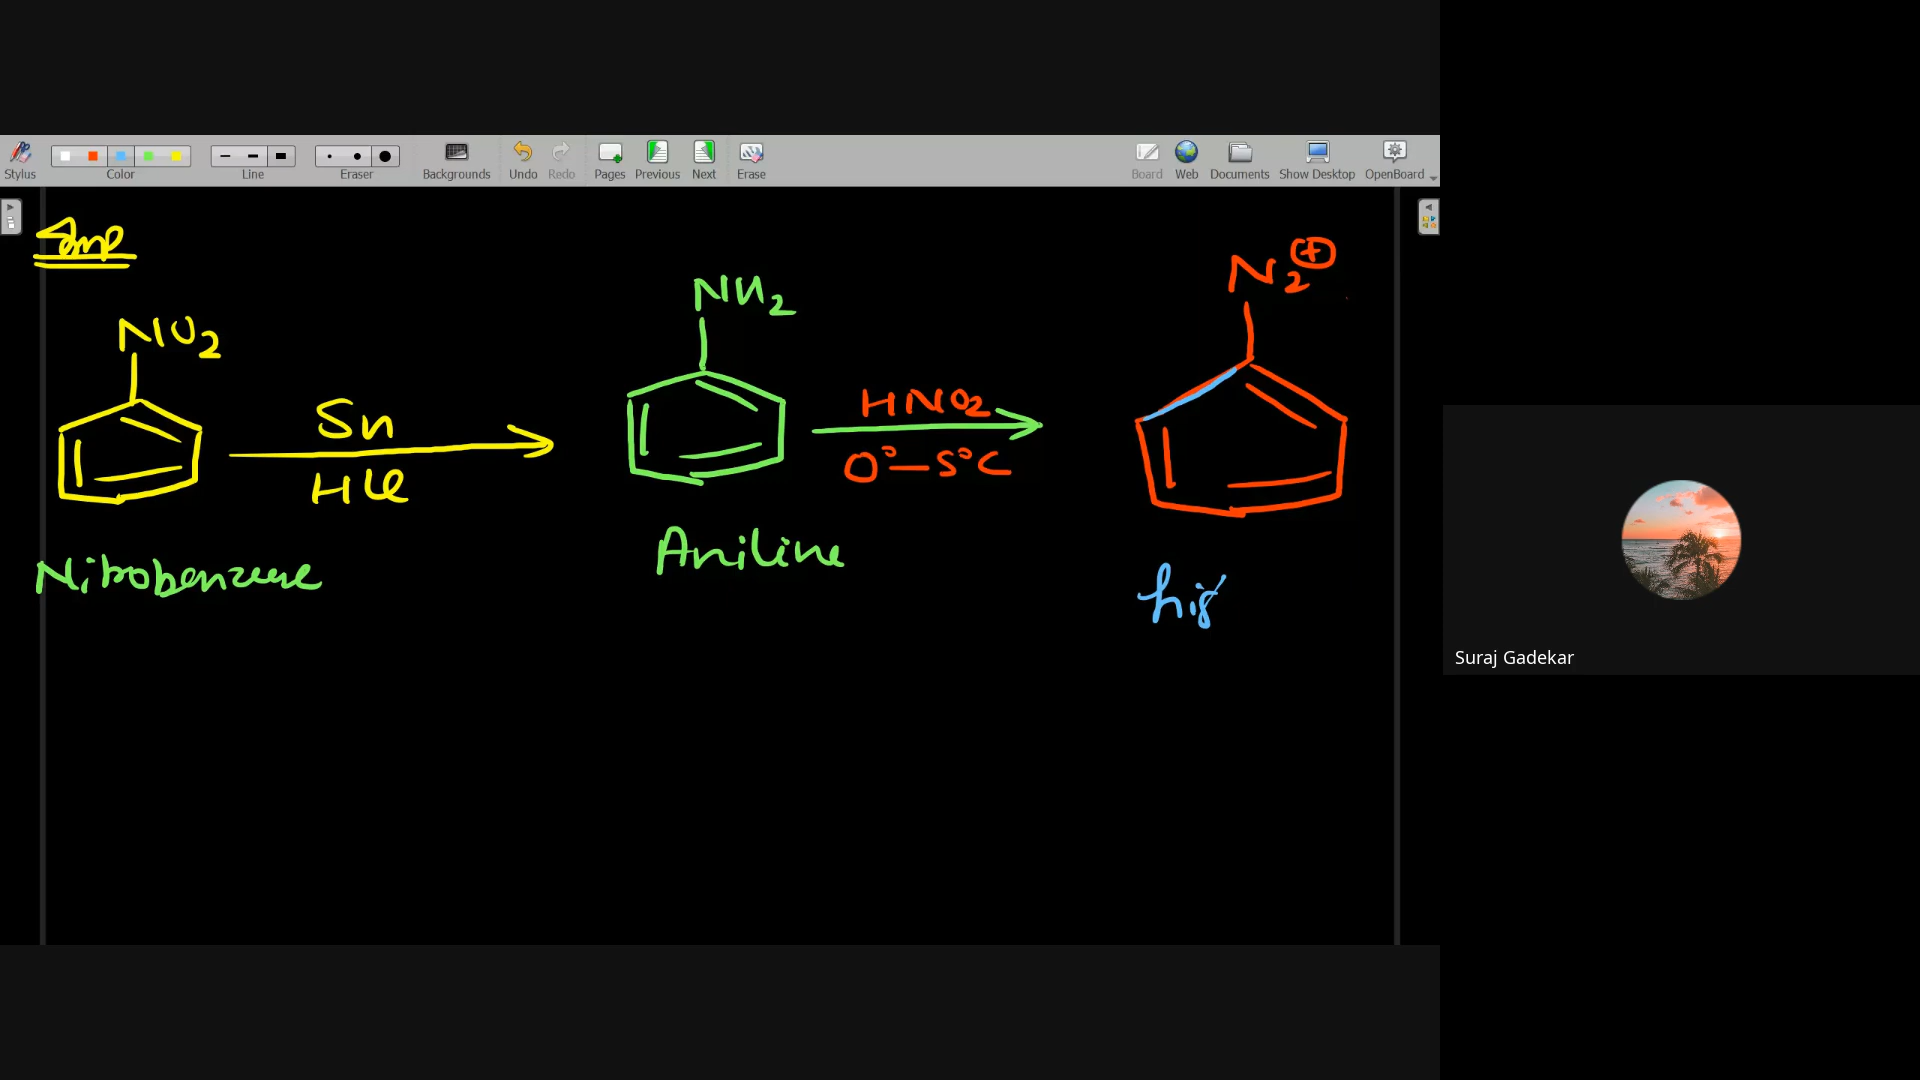 Stylus Color Line Eraser Backgrounds Undo Redo Pages Previous Next Erase Board Web Documents Show Desktop OpenBoard
Imp
NO2
Sn
HCl
Nitrobenzene
NH2
Aniline
HNO2
0°—5°C
N2+
hig
Suraj Gadekar